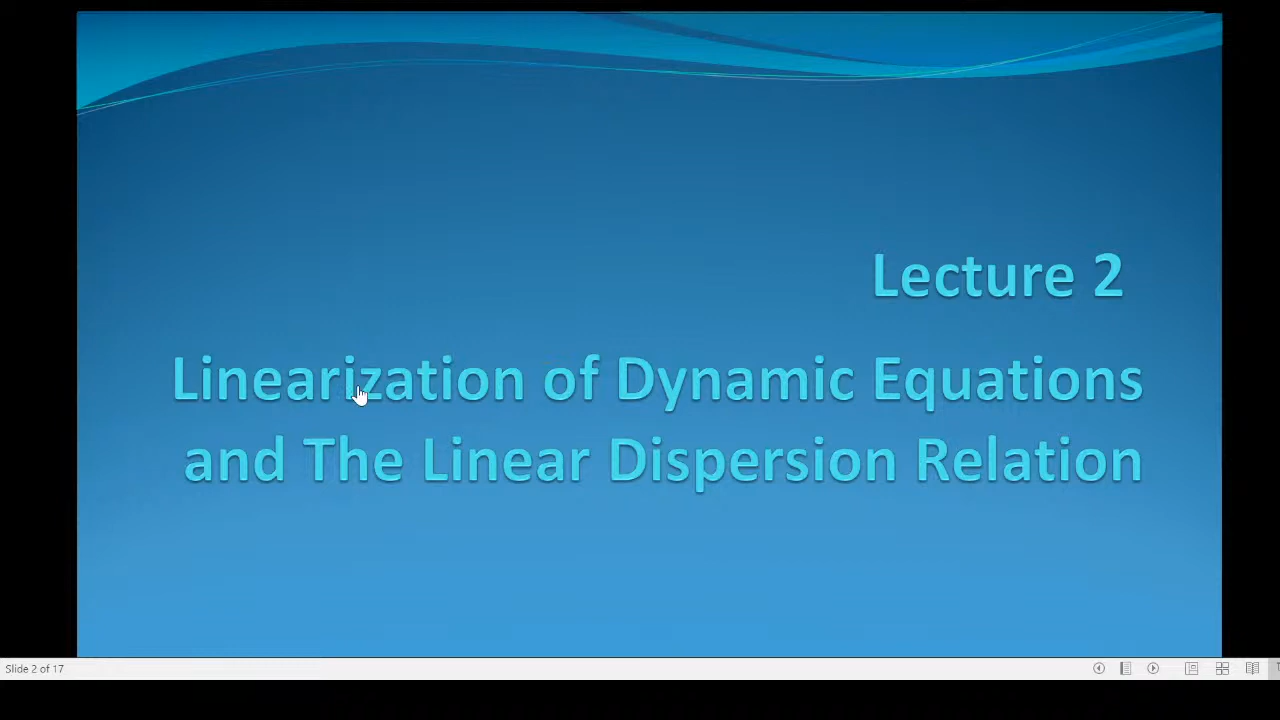 Lecture 2
Linearization of Dynamic Equations
and The Linear Dispersion Relation
Slide 2 of 17